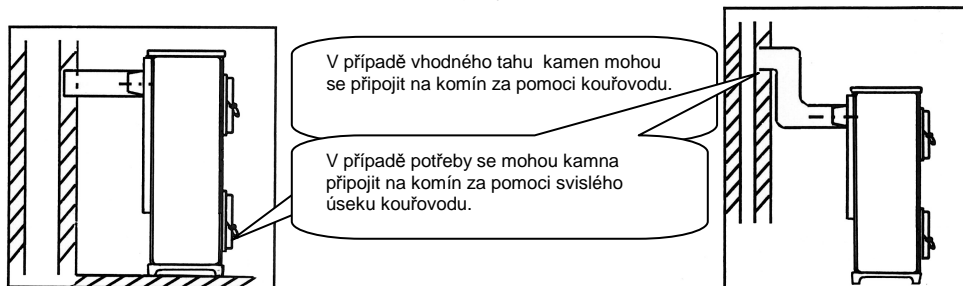 V případě vhodného tahu kamen mohou
se připojit na komín za pomoci kouřovodu.
V případě potřeby se mohou kamna
připojit na komín za pomoci svislého
úseku kouřovodu.